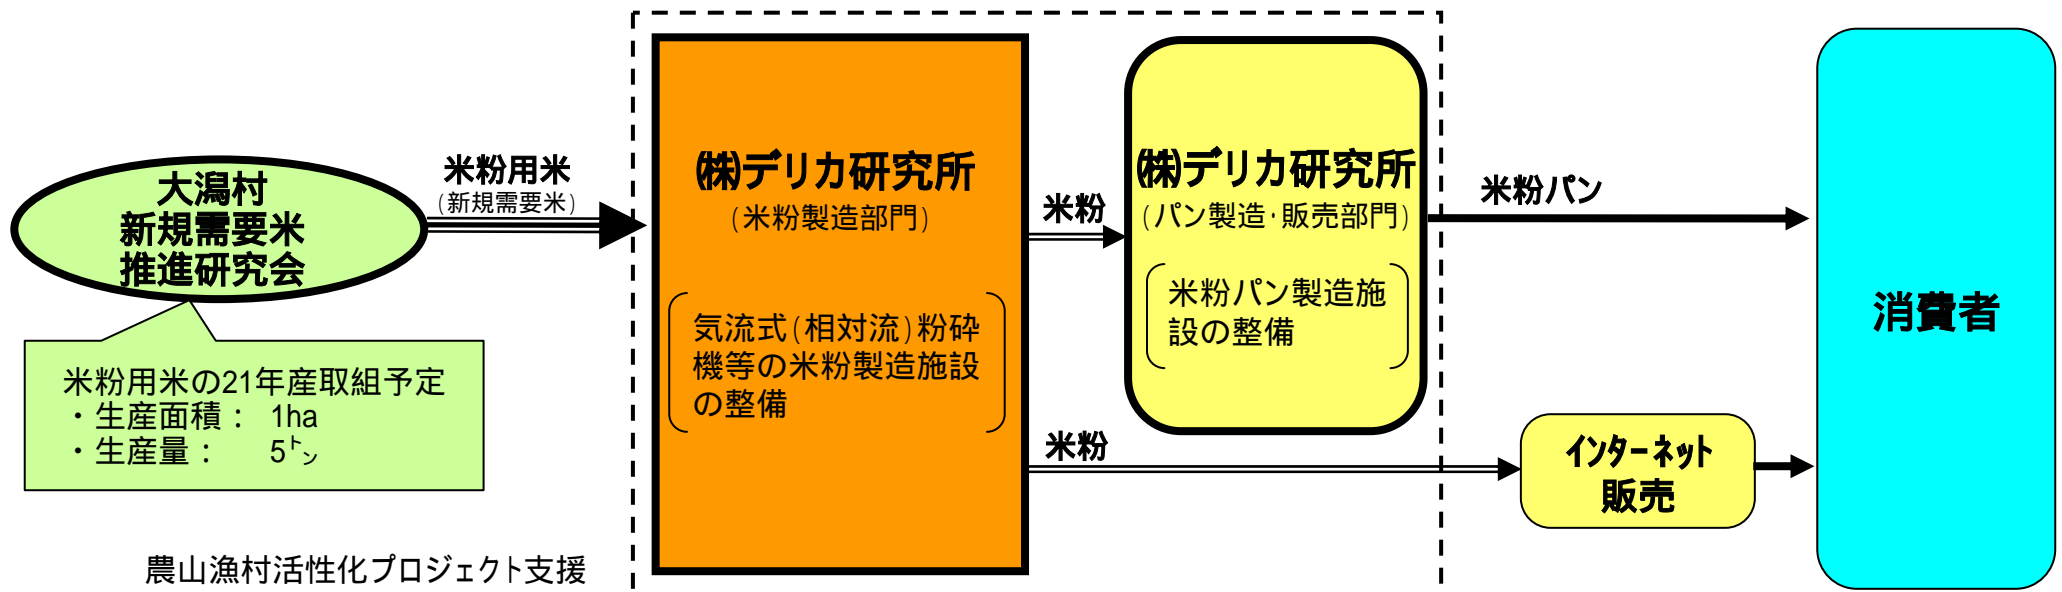 大潟村
新規需要米
推進研究会
米粉用米の21年産取組予定
・生産面積： 1ha
・生産量： 5㌧
農山漁村活性化プロジェクト支援
米粉用米
(新規需要米)
㈱デリカ研究所
(米粉製造部門)
気流式(相対流)粉砕
機等の米粉製造施設
の整備
米粉
米粉
㈱デリカ研究所
(パン製造･販売部門)
米粉パン製造施
設の整備
米粉パン
インターネット
販売
消費者